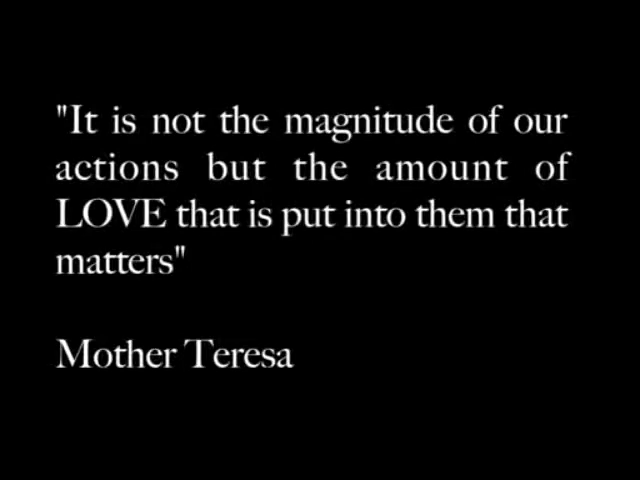 "It is not the magnitude of our
actions but the amount of
LOVE that is put into them that
matters"
Mother Teresa